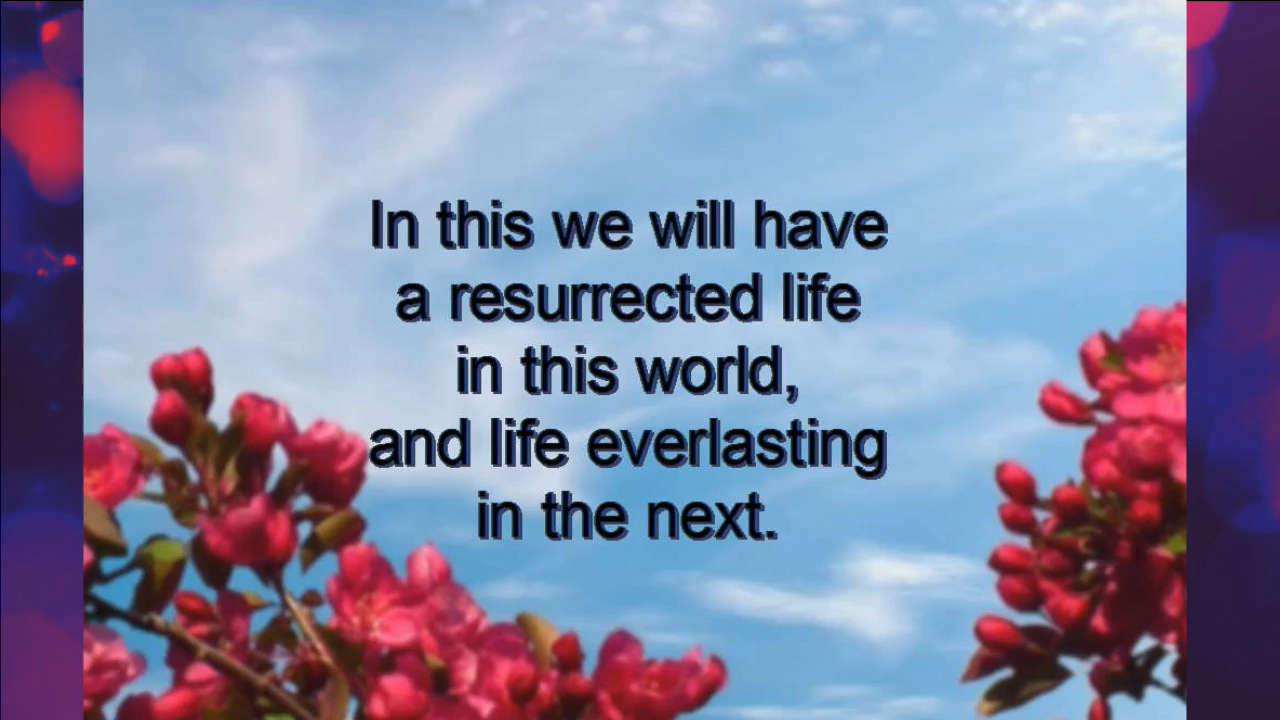 In this we will have
a resurrected life
in this world,
and life everlasting
in the next.